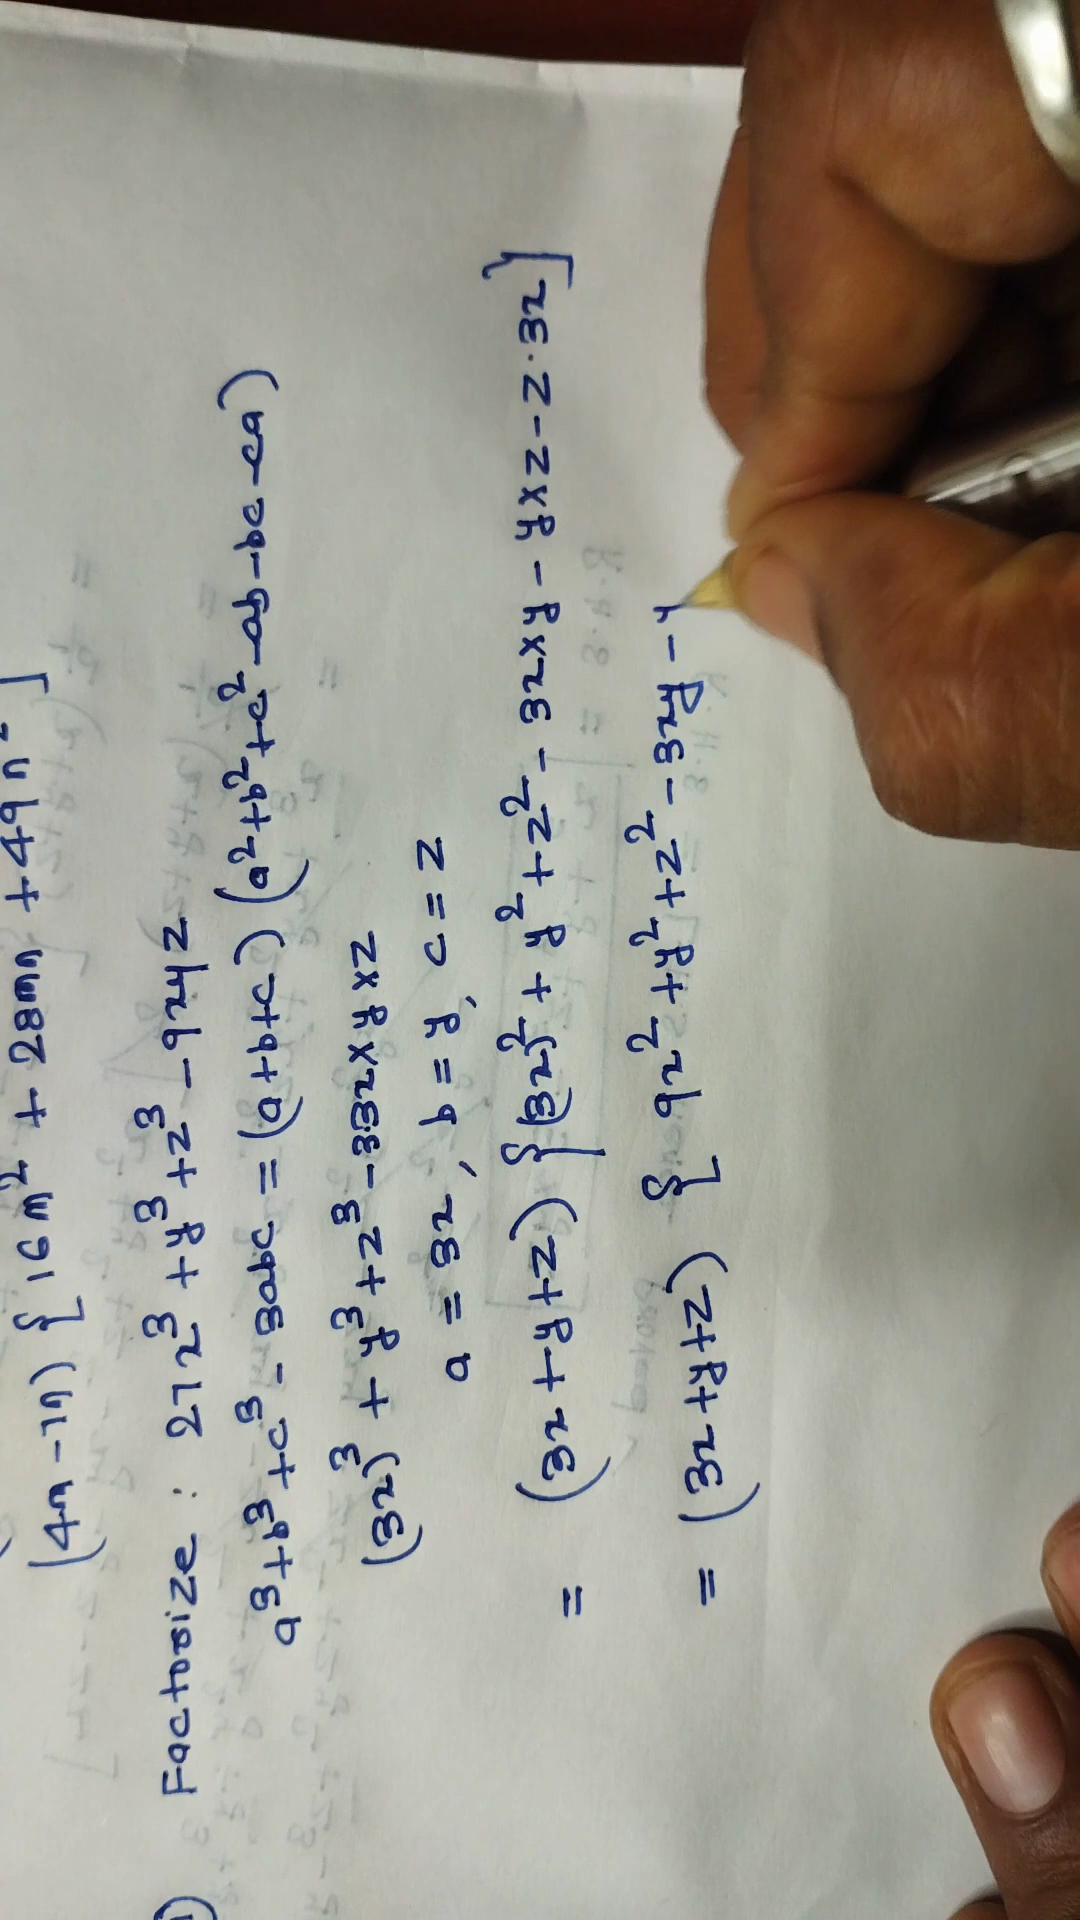 (4m-7n) [16m² + 28mn + 49n²]
Factorize : 27x³ + y³ + z³ - 9xyz
a³+b³+c³ - 3abc = (a+b+c) (a²+b²+c²-ab-bc-ca)
(3x)³ + y³ + z³ - 3·3x×y×z
a = 3x, b = y, c = z
= (3x + y + z) [(3x)² + y² + z² - 3x×y - y×z - z·3x]
= (3x+y+z) [9x²+y²+z²-3xy-y